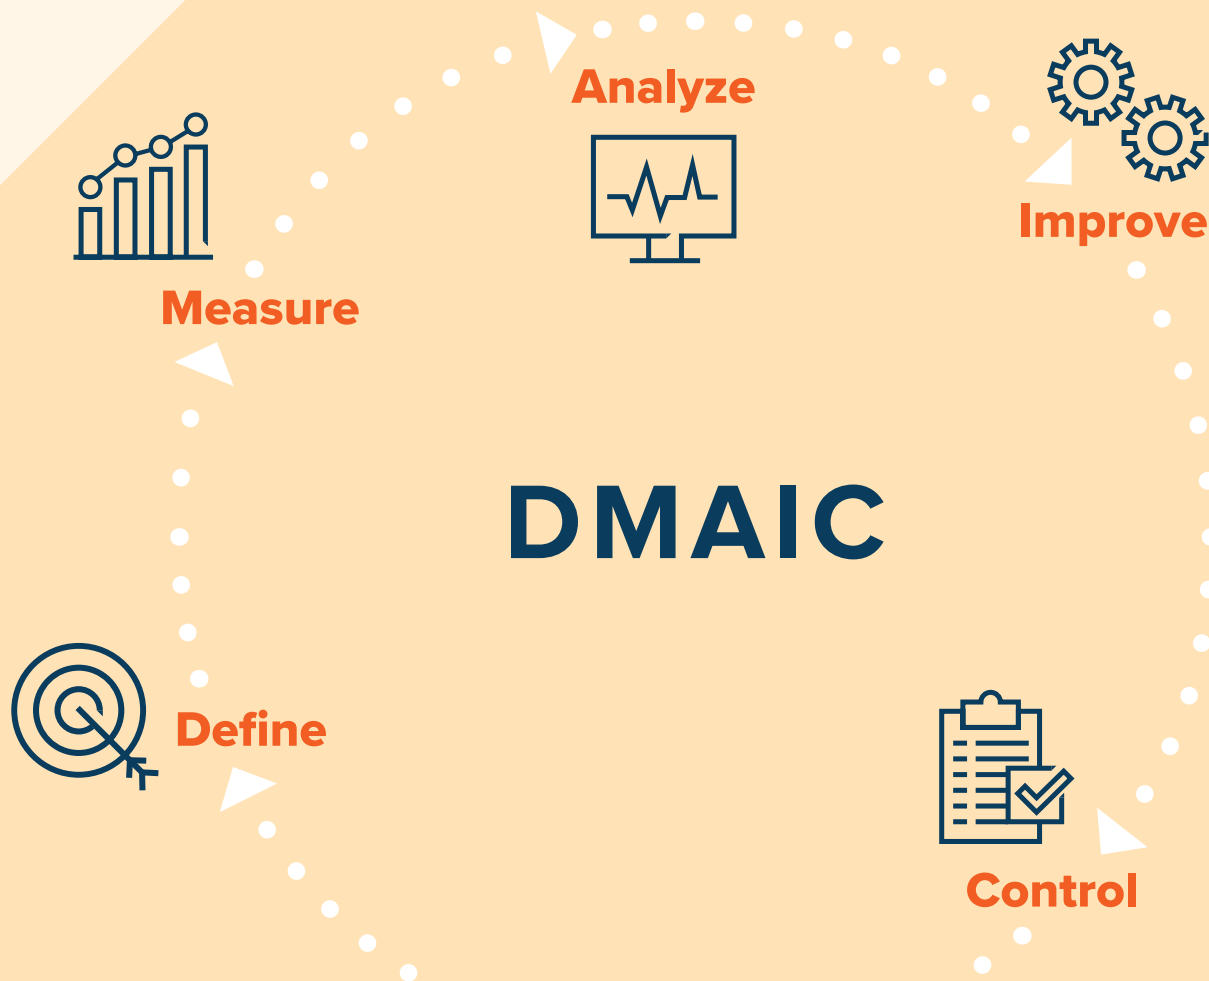 Analyze
Improve
Measure
DMAIC
Define
Control